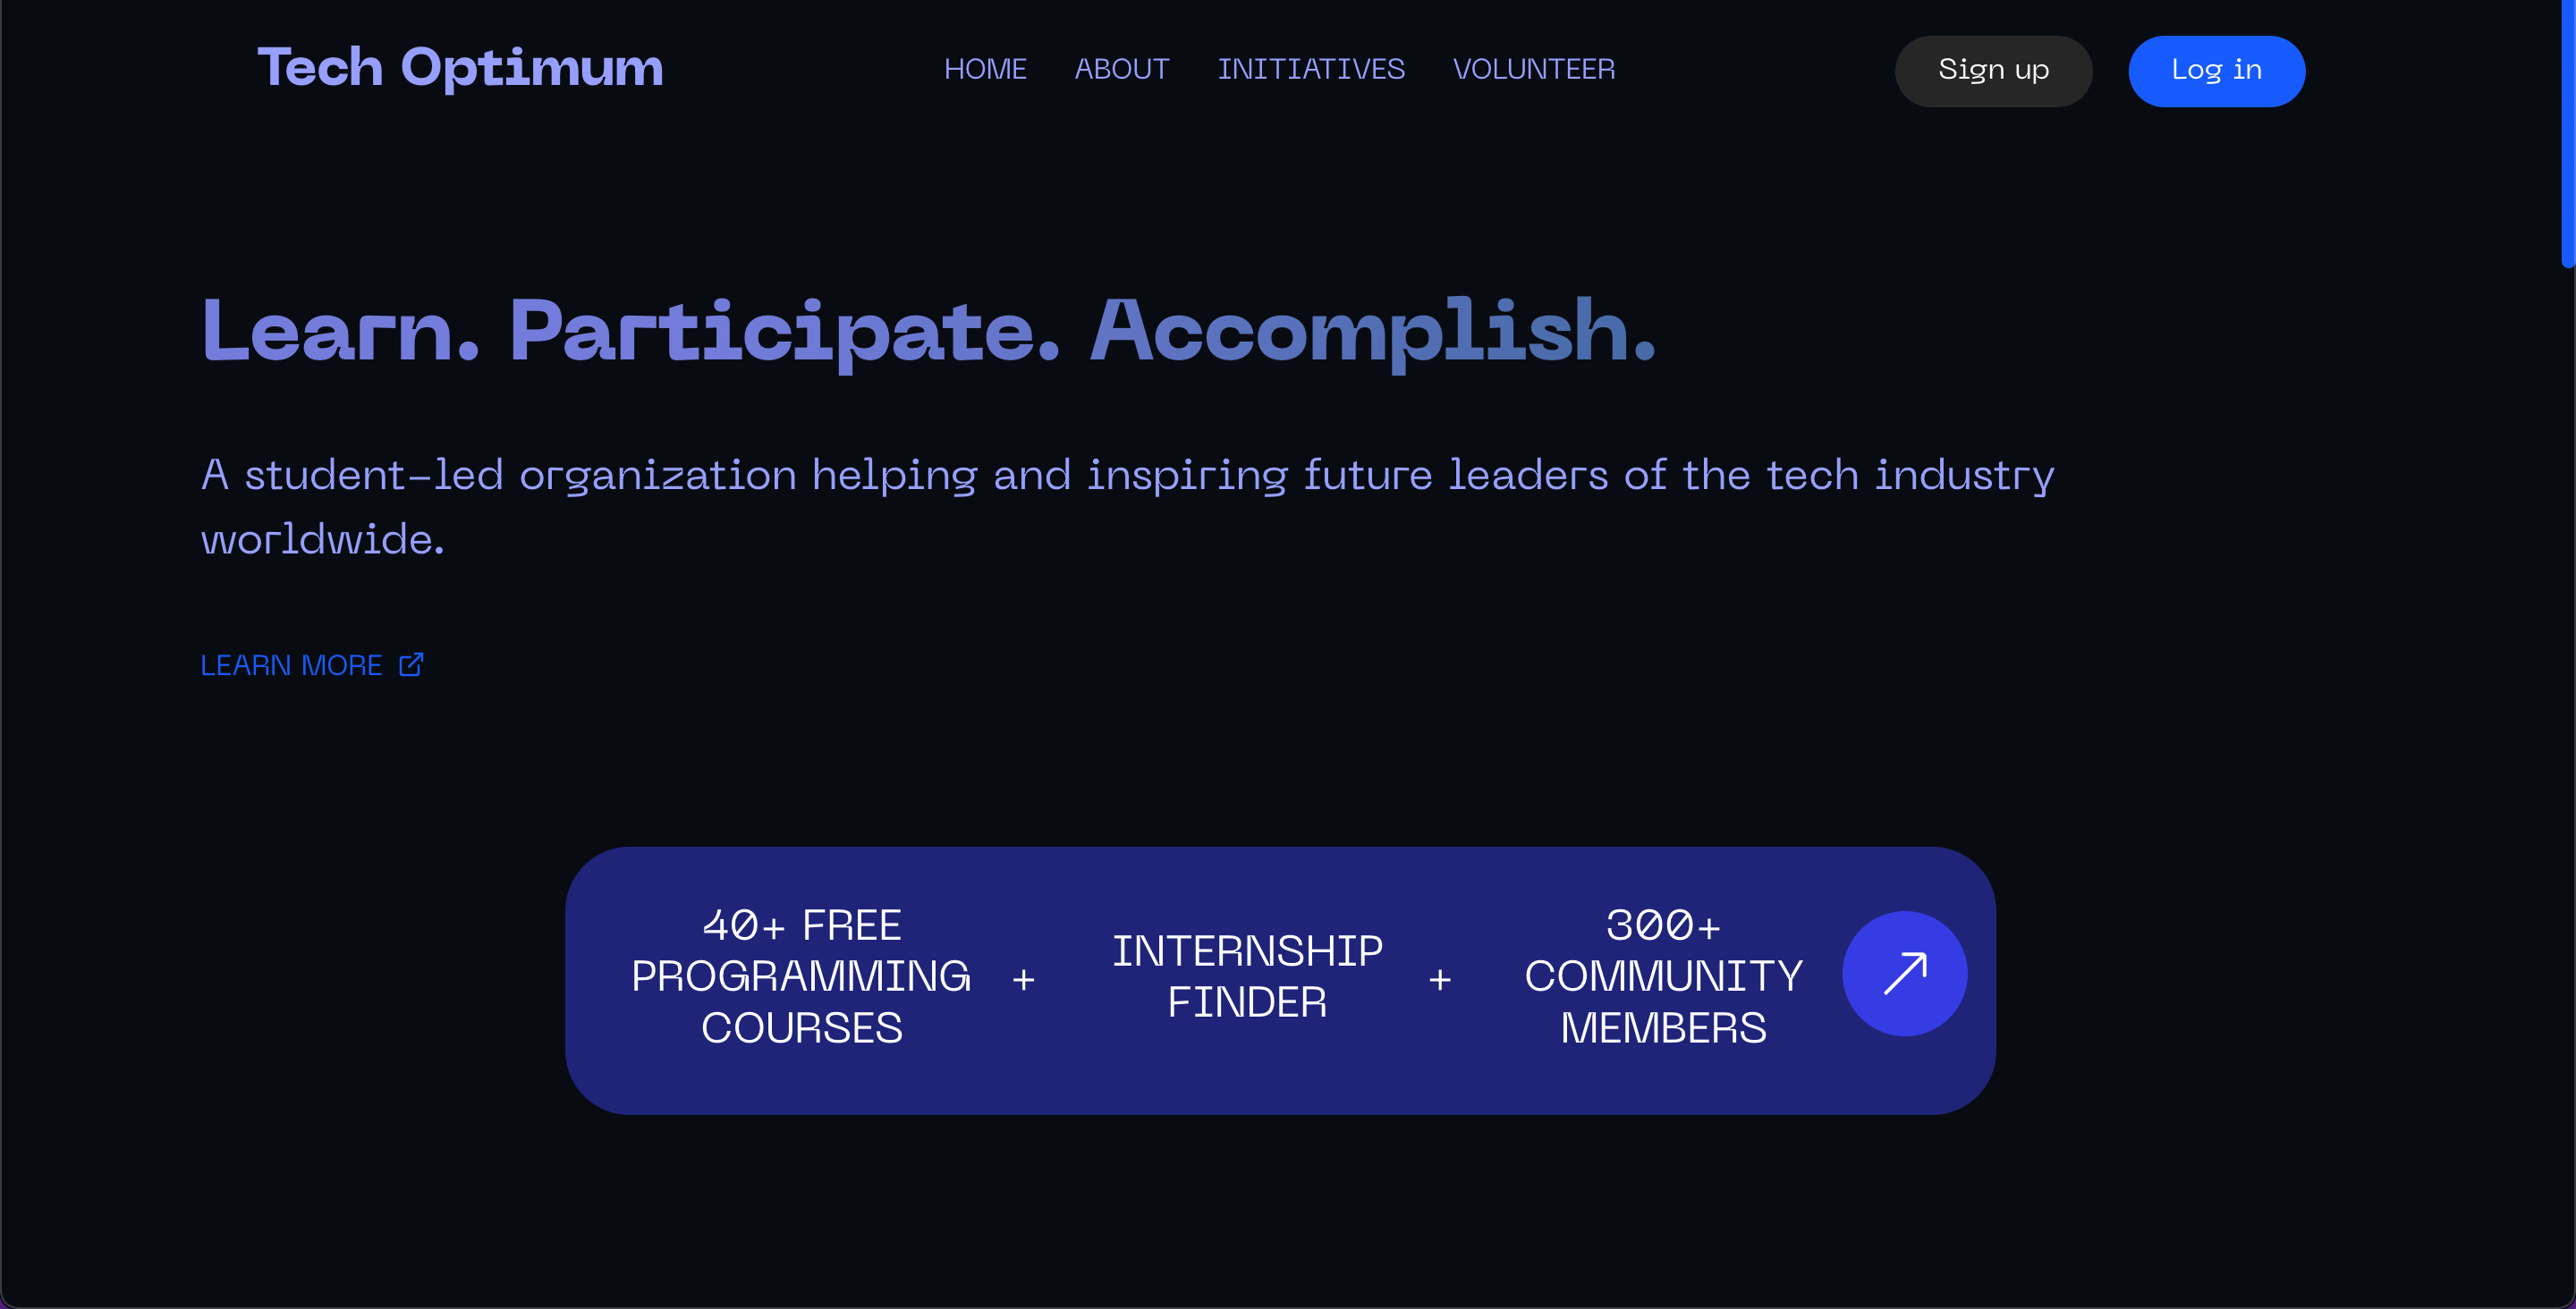 Tech Optimum
HOME ABOUT INITIATIVES VOLUNTEER
Sign up
Log in
Learn. Participate. Accomplish.
A student-led organization helping and inspiring future leaders of the tech industry
worldwide.
LEARN MORE
40+ FREE
PROGRAMMING
COURSES
+
INTERNSHIP
FINDER
+
300+
COMMUNITY
MEMBERS